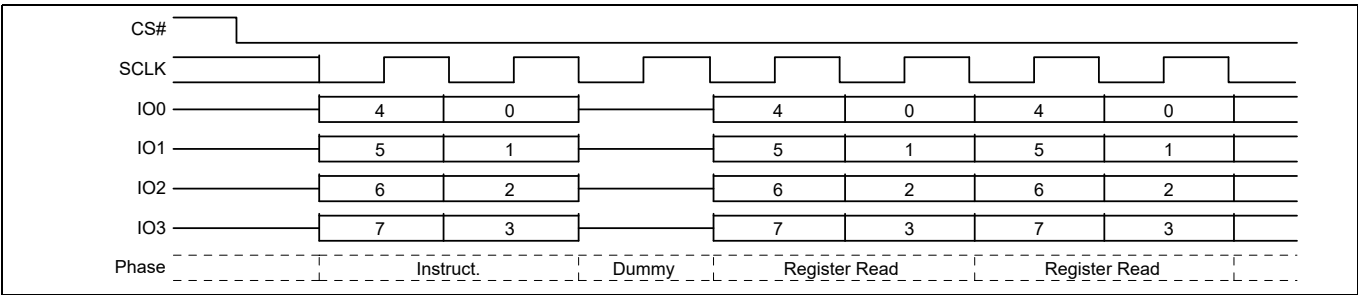 CS#
SCLK
IO0 4 0 4 0 4 0
IO1 5 1 5 1 5 1
IO2 6 2 6 2 6 2
IO3 7 3 7 3 7 3
Phase Instruct. Dummy Register Read Register Read